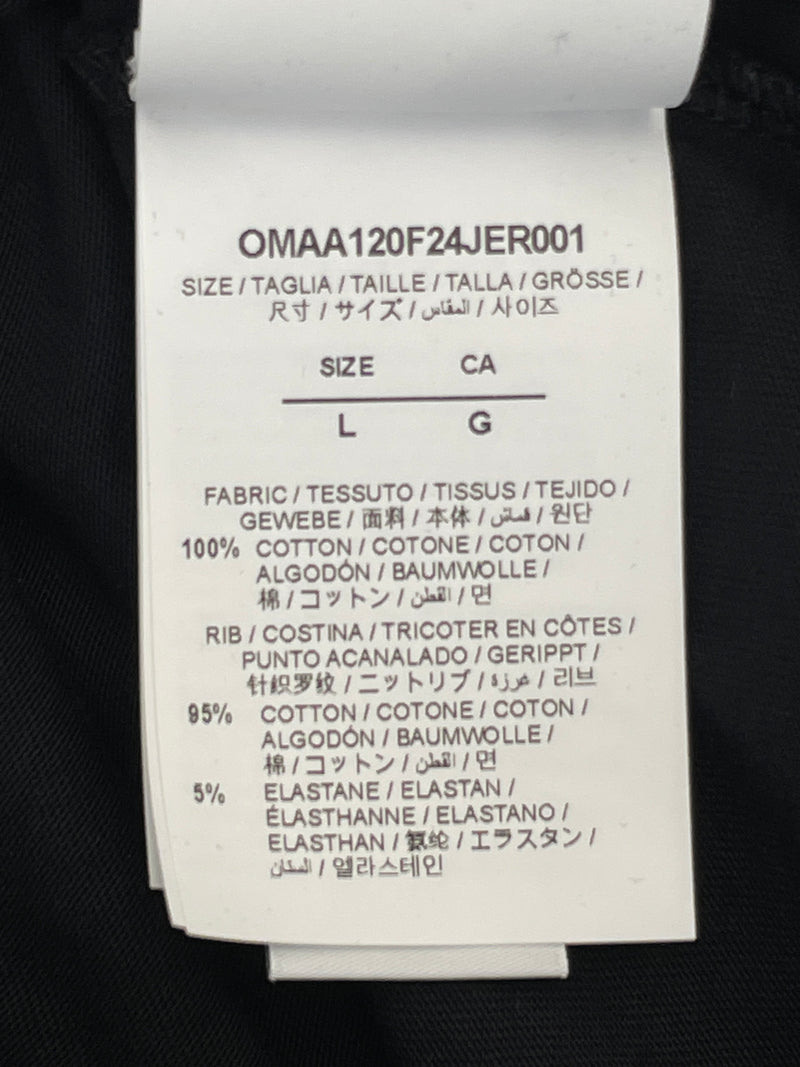 OMAA120F24JER001
SIZE / TAGLIA / TAILLE / TALLA / GRÖSSE /
尺寸 / サイズ / المقاس / 사이즈
SIZE CA
L G
FABRIC / TESSUTO / TISSUS / TEJIDO /
GEWEBE / 面料 / 本体 / قماش / 원단
100% COTTON / COTONE / COTON /
ALGODÓN / BAUMWOLLE /
棉 / コットン / القطن / 면
RIB / COSTINA / TRICOTER EN CÔTES /
PUNTO ACANALADO / GERIPPT /
针织罗纹 / ニットリブ / غرزة / 리브
95% COTTON / COTONE / COTON /
ALGODÓN / BAUMWOLLE /
棉 / コットン / القطن / 면
5% ELASTANE / ELASTAN /
ÉLASTHANNE / ELASTANO /
ELASTHAN / 氨纶 / エラスタン /
/ 엘라스테인